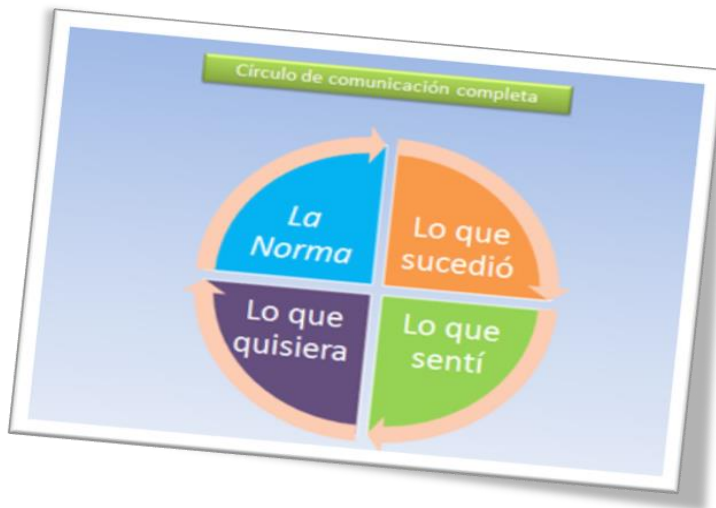 Círculo de comunicación completa
La
Norma
Lo que
sucedió
Lo que
sentí
Lo que
quisiera